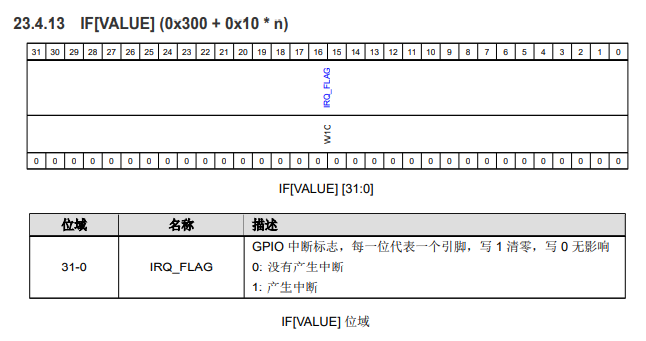 23.4.13 IF[VALUE] (0x300 + 0x10 * n)
31 30 29 28 27 26 25 24 23 22 21 20 19 18 17 16 15 14 13 12 11 10 9 8 7 6 5 4 3 2 1 0
IRQ_FLAG
W1C
0 0 0 0 0 0 0 0 0 0 0 0 0 0 0 0 0 0 0 0 0 0 0 0 0 0 0 0 0 0 0 0
IF[VALUE] [31:0]
位域 名称 描述
31-0 IRQ_FLAG GPIO 中断标志，每一位代表一个引脚，写 1 清零，写 0 无影响
0: 没有产生中断
1: 产生中断
IF[VALUE] 位域